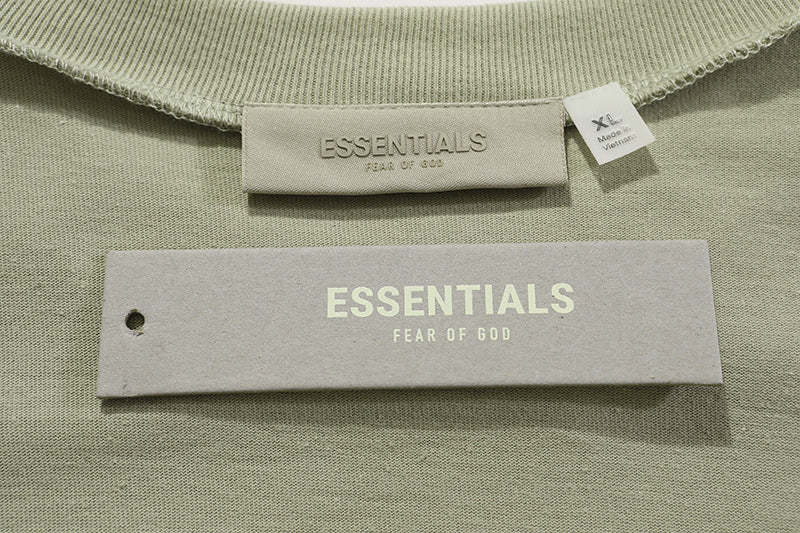 ESSENTIALS
FEAR OF GOD
XL
Made in
Vietnam
ESSENTIALS
FEAR OF GOD